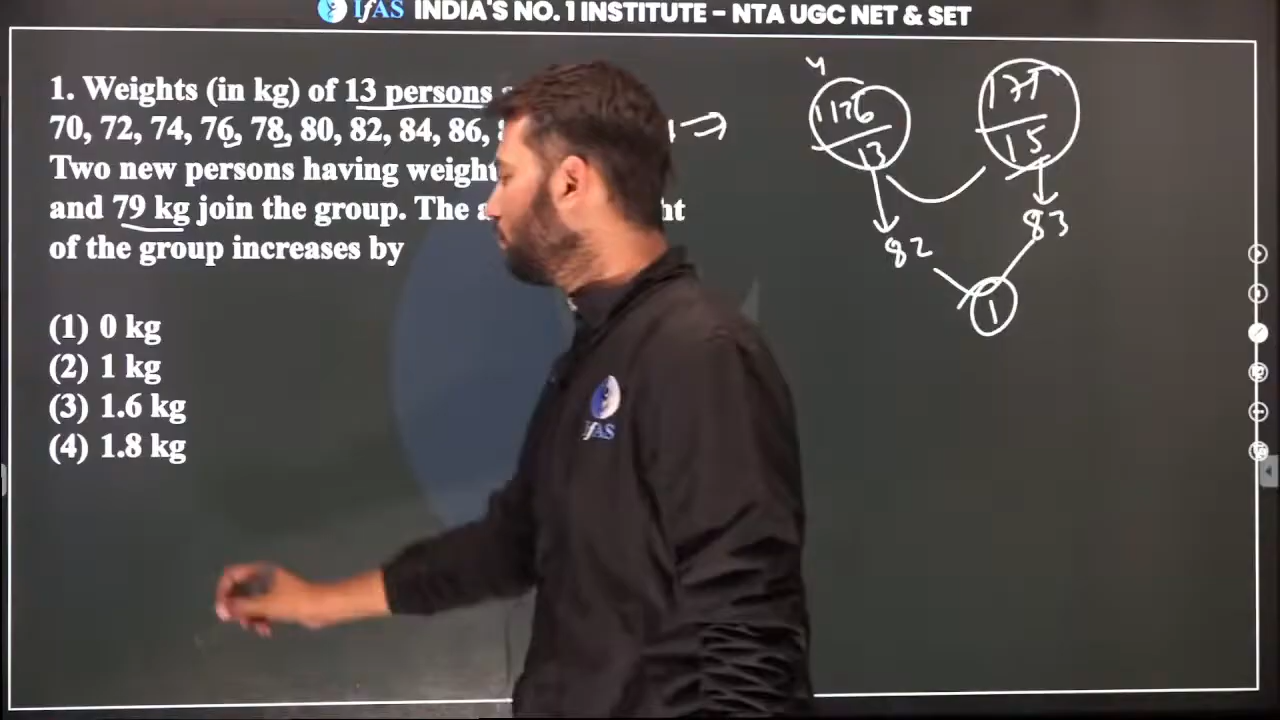 IfAS INDIA'S NO. 1 INSTITUTE – NTA UGC NET & SET
1. Weights (in kg) of 13 persons
70, 72, 74, 76, 78, 80, 82, 84, 86,
Two new persons having
and 79 kg join the group. The
of the group increases by
(1) 0 kg
(2) 1 kg
(3) 1.6 kg
(4) 1.8 kg
13
15
82
83
1
IfAS